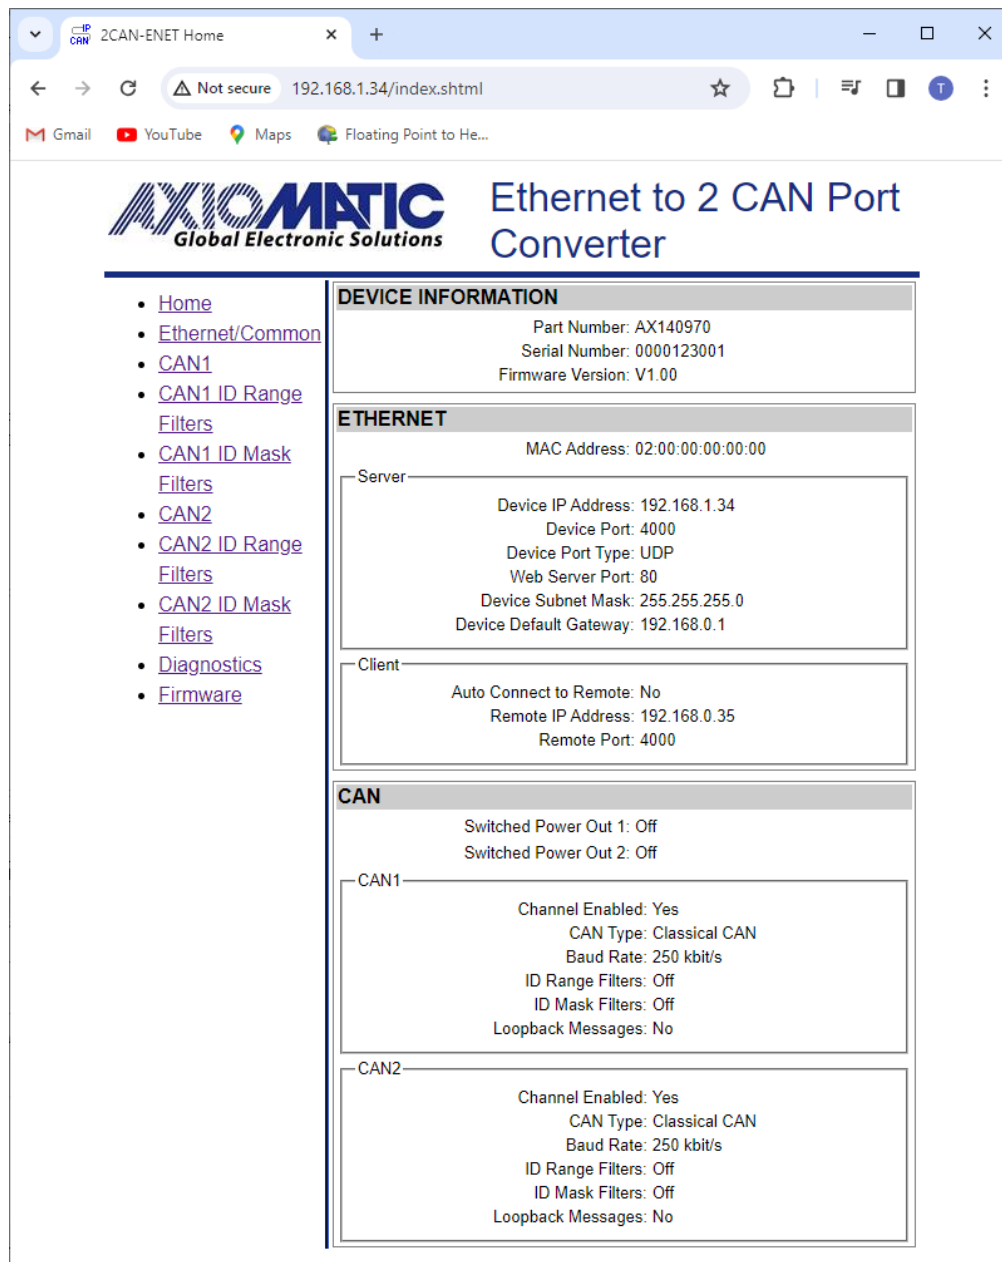 IP
CAN
2CAN-ENET Home
Not secure
192.168.1.34/index.shtml
T
Gmail
YouTube
Maps
Floating Point to He...
AXIOMATIC
Global Electronic Solutions
Ethernet to 2 CAN Port
Converter
Home
Ethernet/Common
CAN1
CAN1 ID Range
Filters
CAN1 ID Mask
Filters
CAN2
CAN2 ID Range
Filters
CAN2 ID Mask
Filters
Diagnostics
Firmware
DEVICE INFORMATION
Part Number: AX140970
Serial Number: 0000123001
Firmware Version: V1.00
ETHERNET
MAC Address: 02:00:00:00:00:00
Server
Device IP Address: 192.168.1.34
Device Port: 4000
Device Port Type: UDP
Web Server Port: 80
Device Subnet Mask: 255.255.255.0
Device Default Gateway: 192.168.0.1
Client
Auto Connect to Remote: No
Remote IP Address: 192.168.0.35
Remote Port: 4000
CAN
Switched Power Out 1: Off
Switched Power Out 2: Off
CAN1
Channel Enabled: Yes
CAN Type: Classical CAN
Baud Rate: 250 kbit/s
ID Range Filters: Off
ID Mask Filters: Off
Loopback Messages: No
CAN2
Channel Enabled: Yes
CAN Type: Classical CAN
Baud Rate: 250 kbit/s
ID Range Filters: Off
ID Mask Filters: Off
Loopback Messages: No